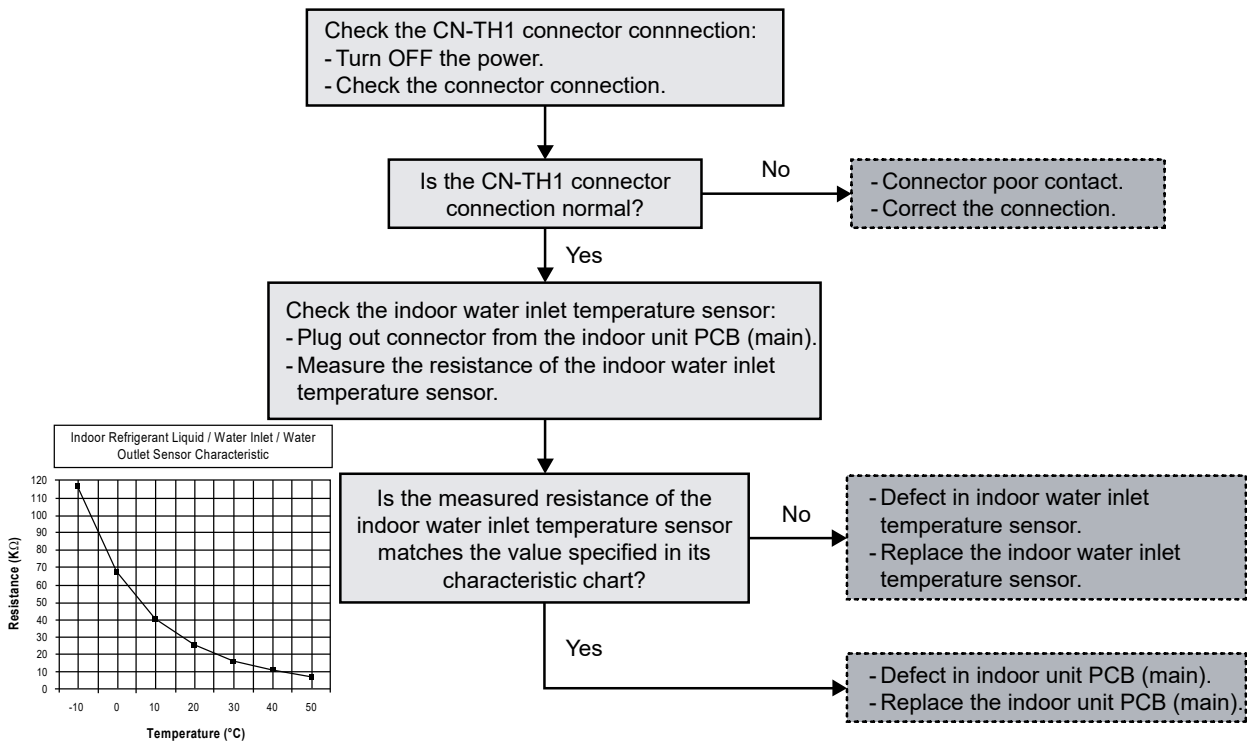 Check the CN-TH1 connector connnection:
- Turn OFF the power.
- Check the connector connection.
Is the CN-TH1 connector
connection normal?
No
- Connector poor contact.
- Correct the connection.
Yes
Check the indoor water inlet temperature sensor:
- Plug out connector from the indoor unit PCB (main).
- Measure the resistance of the indoor water inlet
temperature sensor.
Indoor Refrigerant Liquid / Water Inlet / Water
Outlet Sensor Characteristic
Resistance (KΩ)
120
110
100
90
80
70
60
50
40
30
20
10
0
-10 0 10 20 30 40 50
Temperature (°C)
Is the measured resistance of the
indoor water inlet temperature sensor
matches the value specified in its
characteristic chart?
No
- Defect in indoor water inlet
temperature sensor.
- Replace the indoor water inlet
temperature sensor.
Yes
- Defect in indoor unit PCB (main).
- Replace the indoor unit PCB (main).